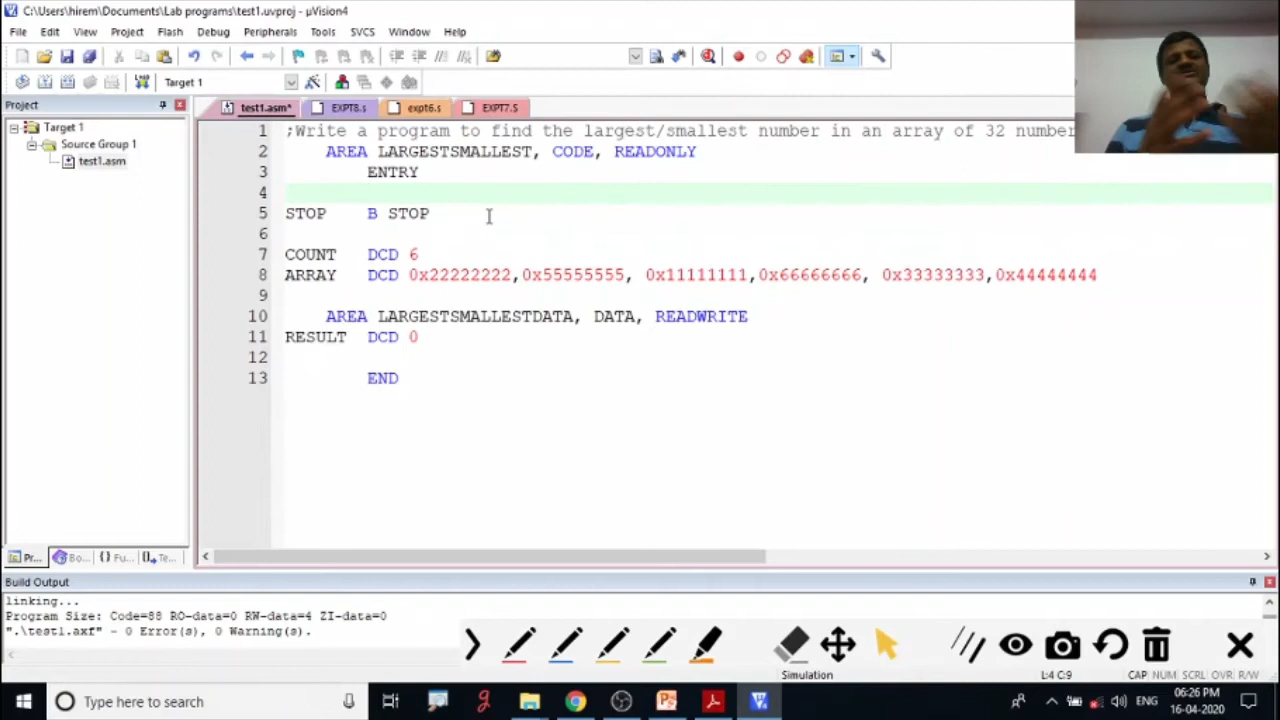 C:\Users\hirem\Documents\Lab programs\test1.uvproj - µVision4
File Edit View Project Flash Debug Peripherals Tools SVCS Window Help
Target 1
Project
test1.asm* EXPT8.s expt6.s EXPT7.S
Target 1
Source Group 1
test1.asm
1 ;Write a program to find the largest/smallest number in an array of 32 number
2 AREA LARGESTSMALLEST, CODE, READONLY
3 ENTRY
4
5 STOP B STOP
6
7 COUNT DCD 6
8 ARRAY DCD 0x22222222,0x55555555, 0x11111111,0x66666666, 0x33333333,0x44444444
9
10 AREA LARGESTSMALLESTDATA, DATA, READWRITE
11 RESULT DCD 0
12
13 END
Pr... Bo... {} Fu... Te...
Build Output
linking...
Program Size: Code=88 RO-data=0 RW-data=4 ZI-data=0
".\test1.axf" - 0 Error(s), 0 Warning(s).
Simulation L:4 C:9 CAP NUM SCRL OVR R/W
Type here to search
ENG
06:26 PM
16-04-2020